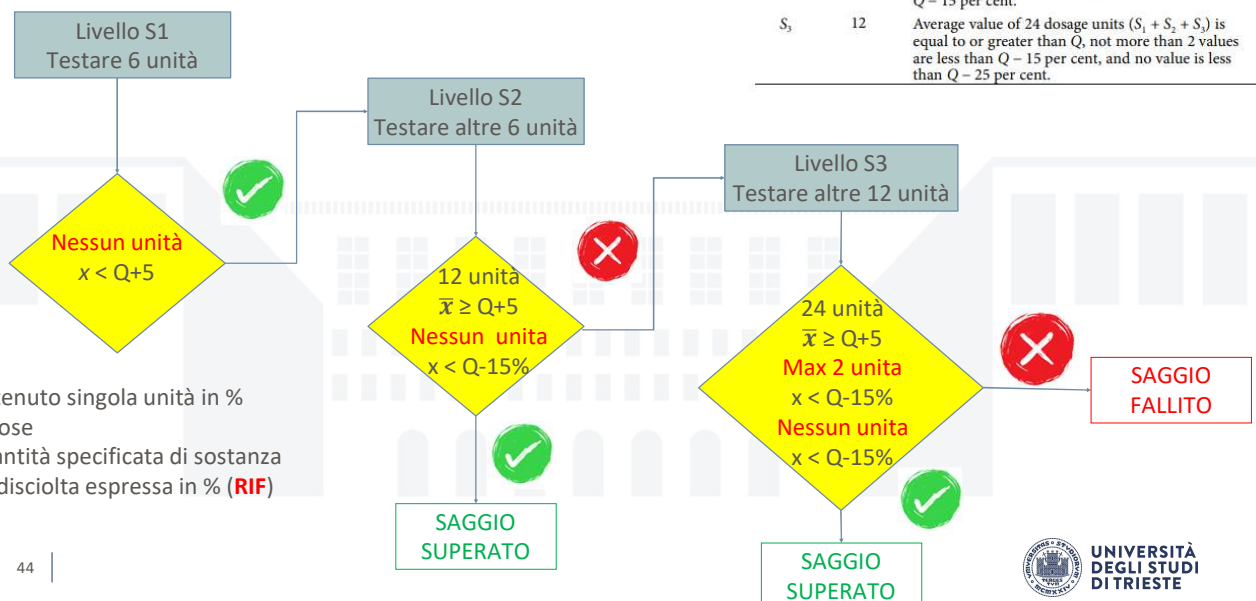 Q – 15 per cent.
S₃ 12 Average value of 24 dosage units (S₁ + S₂ + S₃) is
equal to or greater than Q, not more than 2 values
are less than Q – 15 per cent, and no value is less
than Q – 25 per cent.
Livello S1
Testare 6 unità
Livello S2
Testare altre 6 unità
Livello S3
Testare altre 12 unità
Nessun unità
x < Q+5
12 unità
x̅ ≥ Q+5
Nessun unita
x < Q-15%
24 unità
x̅ ≥ Q+5
Max 2 unita
x < Q-15%
Nessun unita
x < Q-15%
SAGGIO
FALLITO
tenuto singola unità in %
ose
antità specificata di sostanza
disciolta espressa in % (RIF)
SAGGIO
SUPERATO
SAGGIO
SUPERATO
44
UNIVERSITÀ
DEGLI STUDI
DI TRIESTE